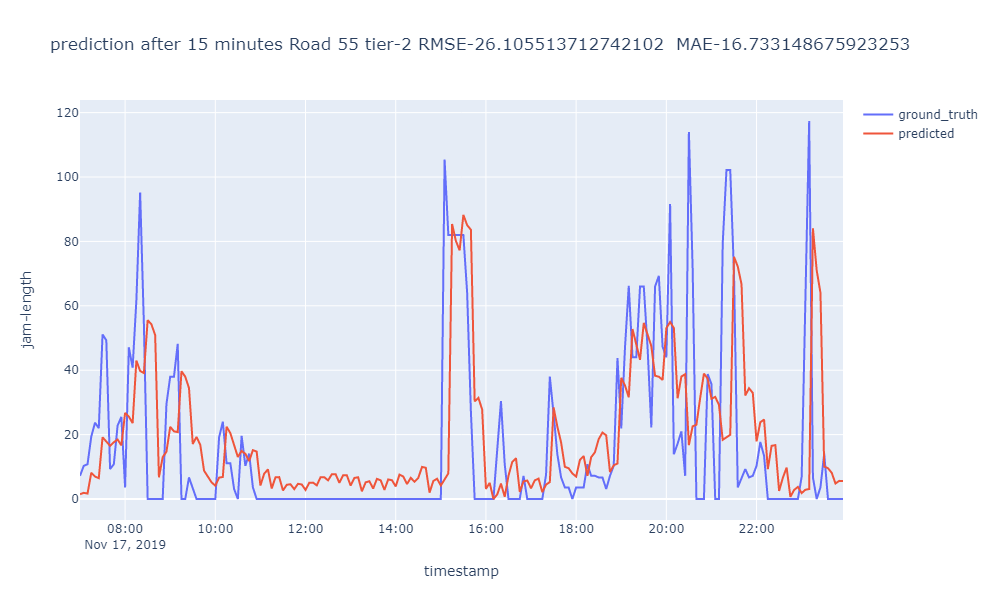 prediction after 15 minutes Road 55 tier-2 RMSE-26.105513712742102  MAE-16.733148675923253
ground_truth
predicted
120
100
80
60
40
20
0
jam-length
08:00 10:00 12:00 14:00 16:00 18:00 20:00 22:00
Nov 17, 2019
timestamp